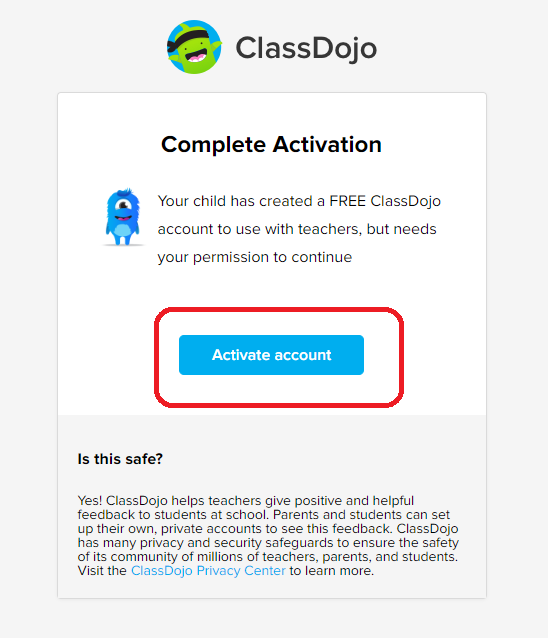 ClassDojo
Complete Activation
Your child has created a FREE ClassDojo
account to use with teachers, but needs
your permission to continue
Activate account
Is this safe?
Yes! ClassDojo helps teachers give positive and helpful
feedback to students at school. Parents and students can set
up their own, private accounts to see this feedback. ClassDojo
has many privacy and security safeguards to ensure the safety
of its community of millions of teachers, parents, and students.
Visit the ClassDojo Privacy Center to learn more.